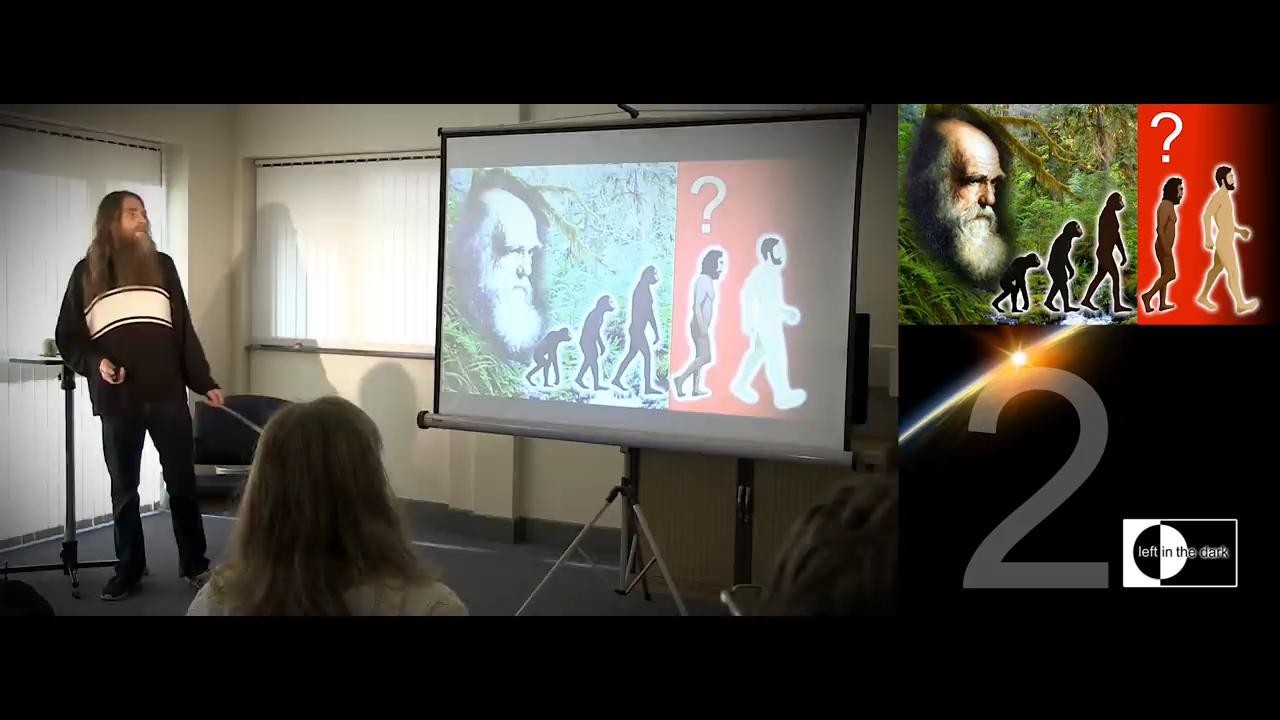 ?
?
2
left in the dark